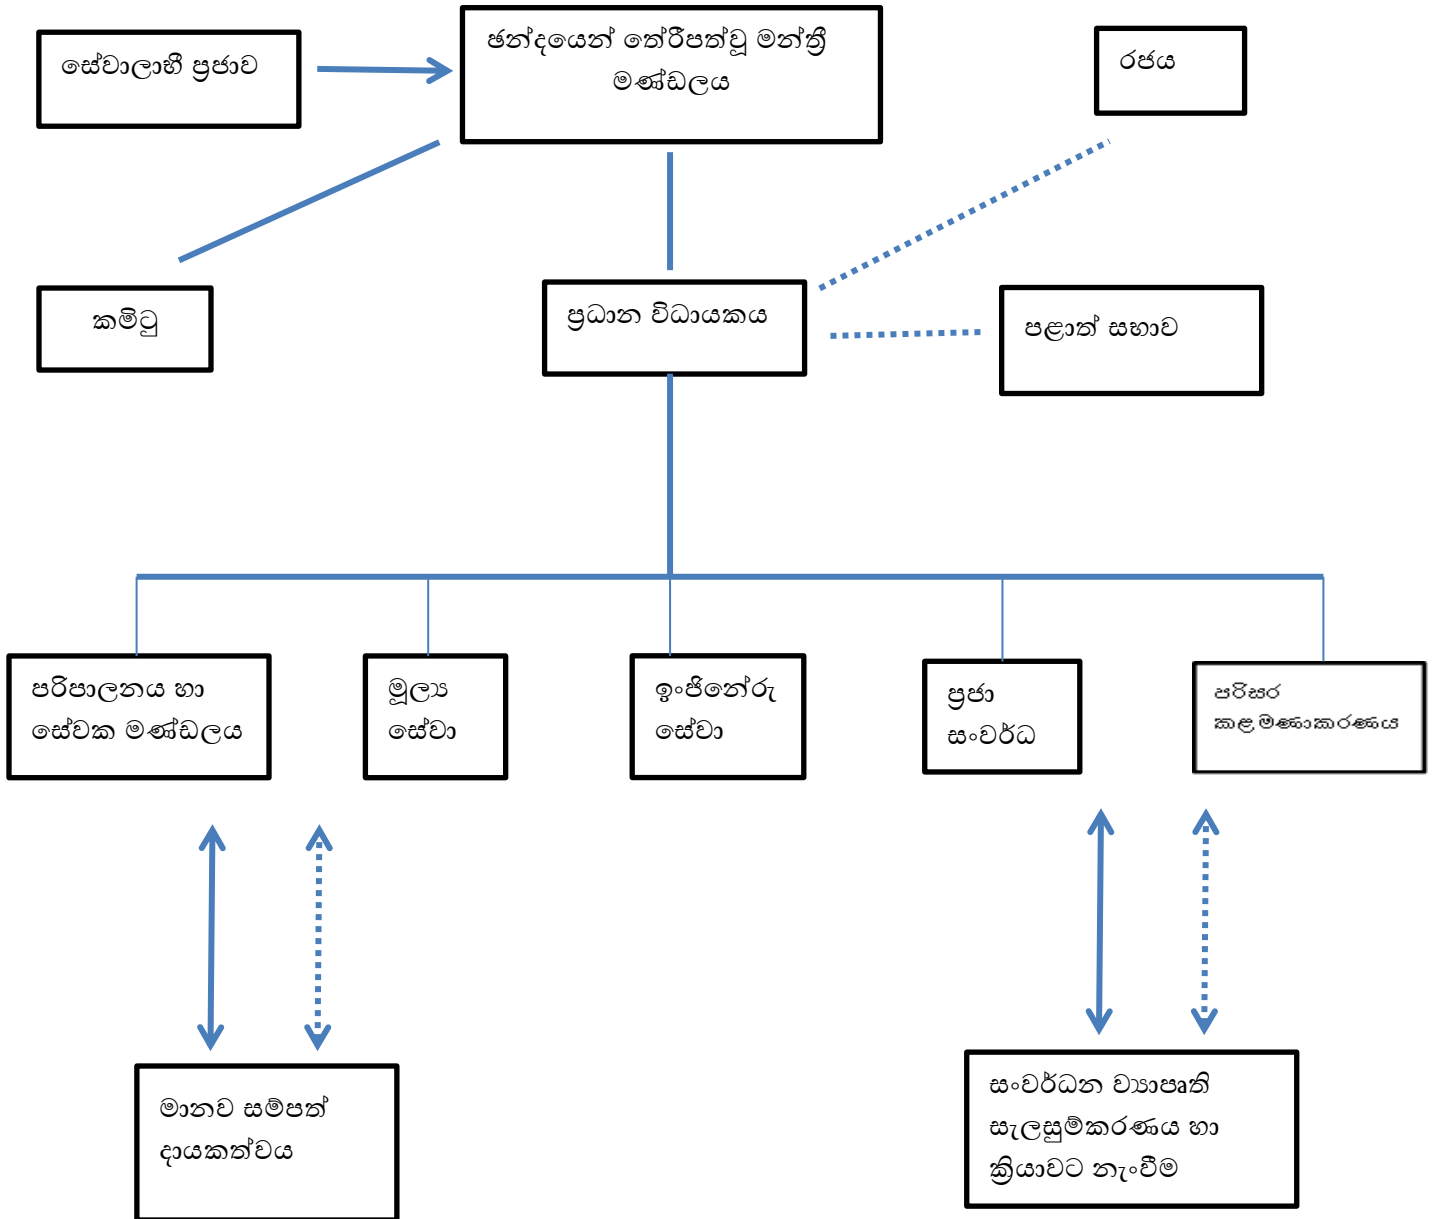 සේවාලාභී ප්‍රජාව
ඡන්දයෙන් තේරීපත්වූ මන්ත්‍රී
මණ්ඩලය
රජය
කමිටු
ප්‍රධාන විධායකය
පළාත් සභාව
පරිපාලනය හා
සේවක මණ්ඩලය
මූල්‍ය
සේවා
ඉංජිනේරු
සේවා
ප්‍රජා
සංවර්ධ
පරිසර
කළමණාකරණය
මානව සම්පත්
දායකත්වය
සංවර්ධන ව්‍යාපෘති
සැලසුම්කරණය හා
ක්‍රියාවට නැංවීම